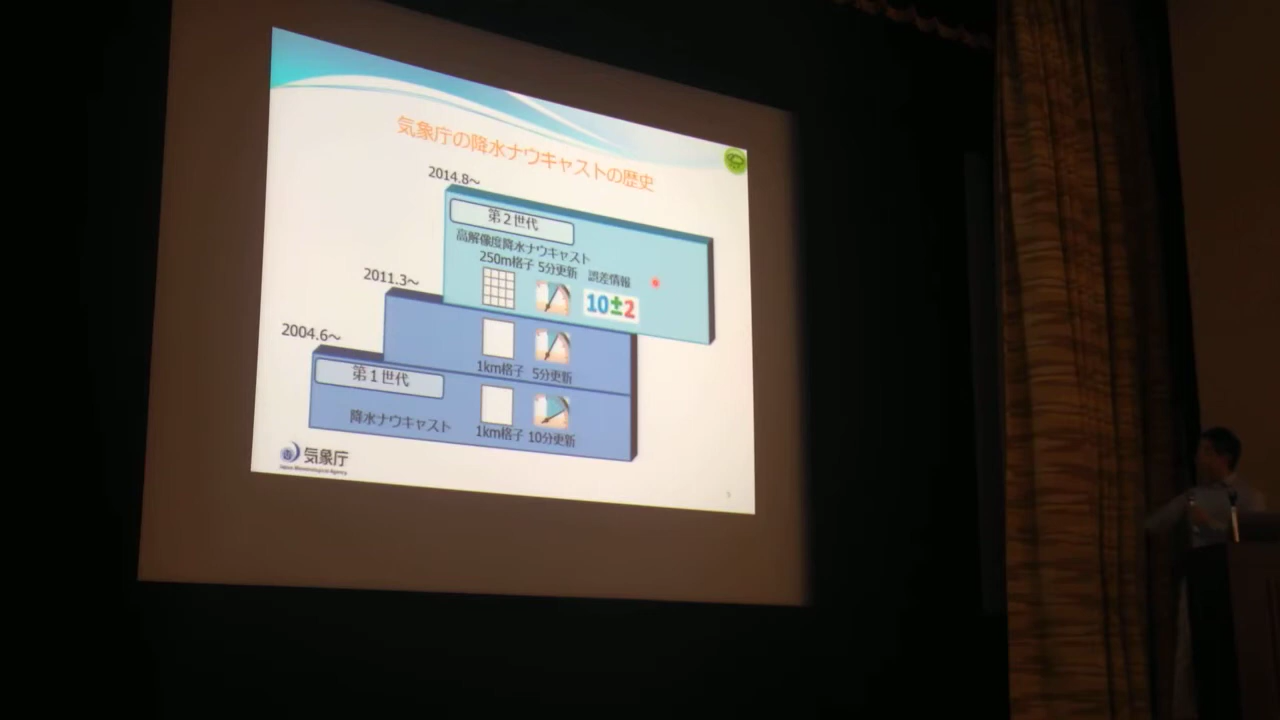 気象庁の降水ナウキャストの歴史
2014.8～
第２世代
高解像度降水ナウキャスト
250m格子 5分更新 誤差情報
10±2
2011.3～
1km格子 5分更新
2004.6～
第１世代
降水ナウキャスト
1km格子 10分更新
気象庁
Japan Meteorological Agency